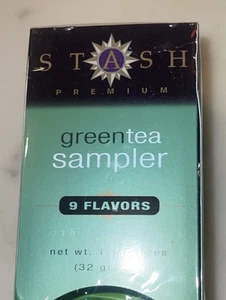 STASH
PREMIUM
greentea
sampler
9 FLAVORS
net wt.
(32 g